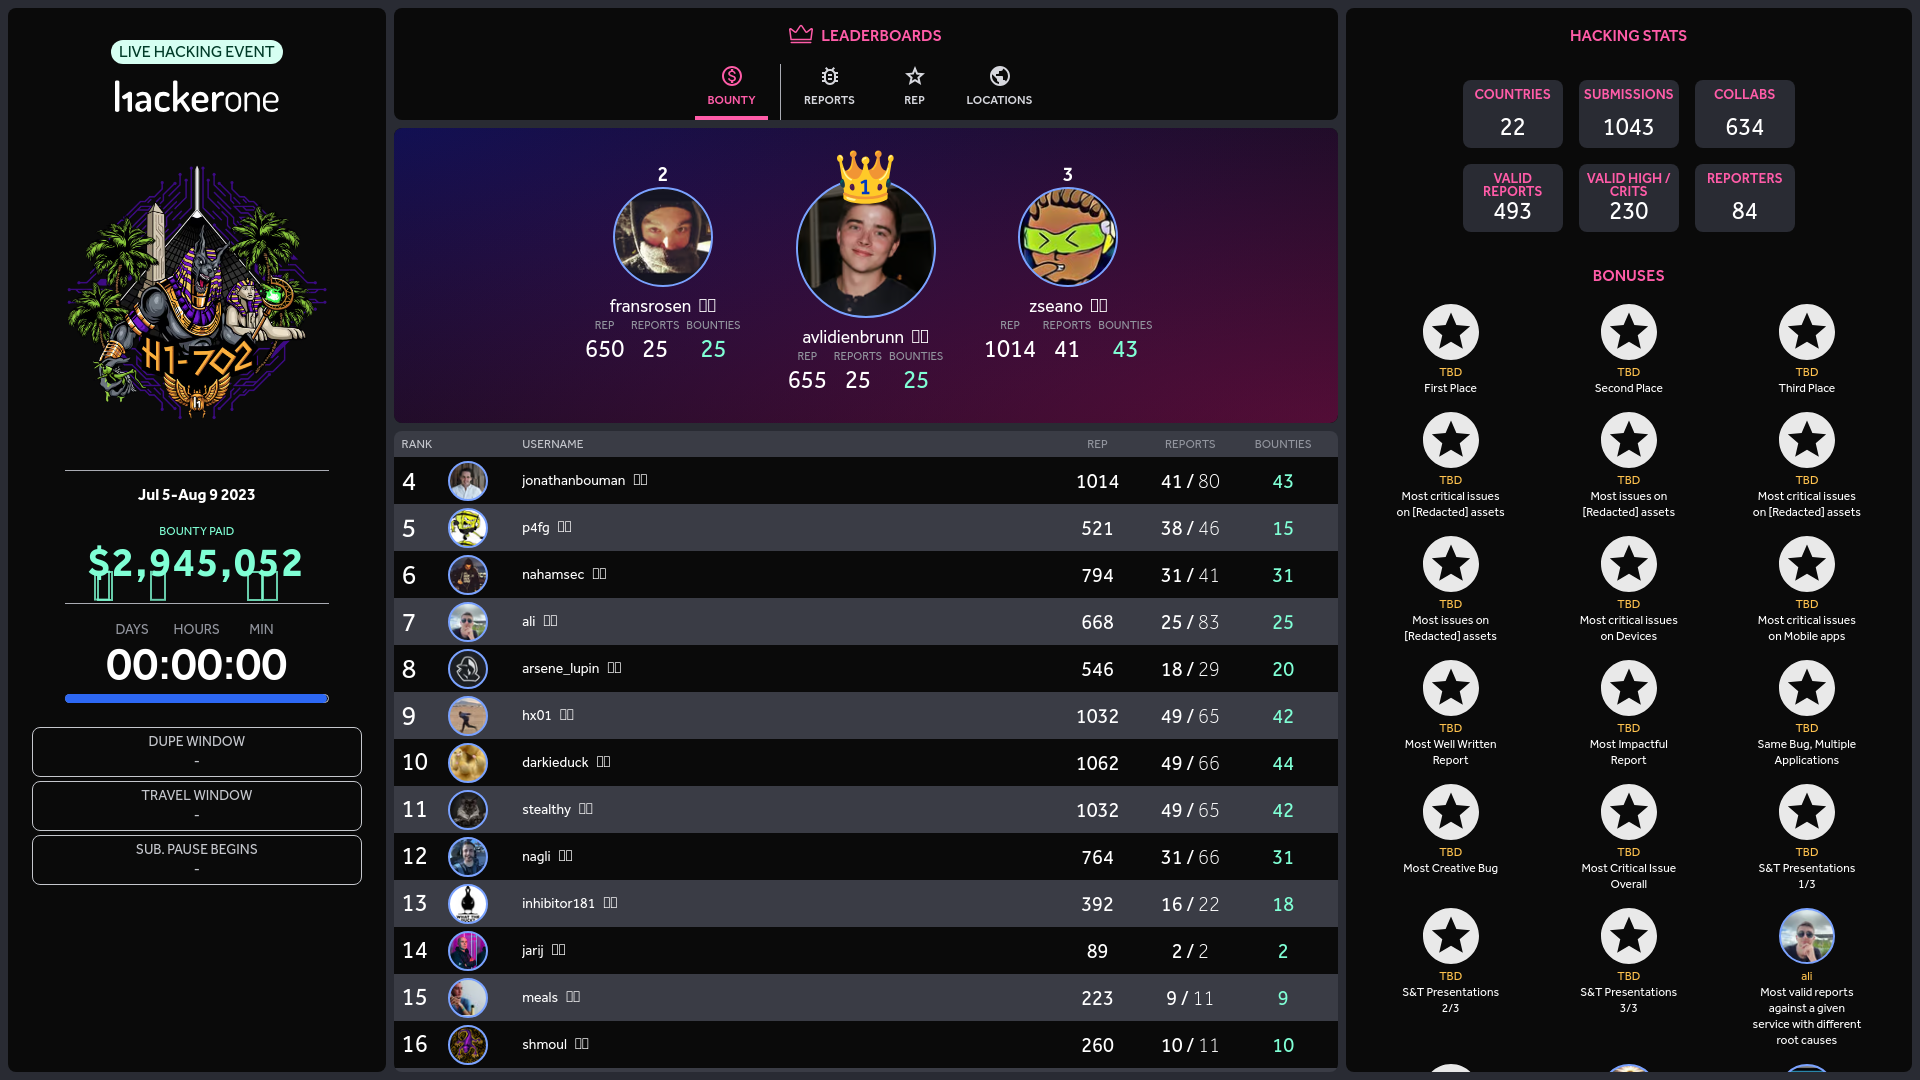 LIVE HACKING EVENT
hackerone
H1-702
Jul 5-Aug 9 2023
BOUNTY PAID
$2,945,052
DAYS HOURS MIN
00:00:00
DUPE WINDOW
-
TRAVEL WINDOW
-
SUB. PAUSE BEGINS
-
LEADERBOARDS
BOUNTY REPORTS REP LOCATIONS
2
fransrosen
REP REPORTS BOUNTIES
650 25 25
1
avlidienbrunn
REP REPORTS BOUNTIES
655 25 25
3
zseano
REP REPORTS BOUNTIES
1014 41 43
RANK USERNAME REP REPORTS BOUNTIES
4 jonathanbouman 1014 41 / 80 43
5 p4fg 521 38 / 46 15
6 nahamsec 794 31 / 41 31
7 ali 668 25 / 83 25
8 arsene_lupin 546 18 / 29 20
9 hx01 1032 49 / 65 42
10 darkieduck 1062 49 / 66 44
11 stealthy 1032 49 / 65 42
12 nagli 764 31 / 66 31
13 inhibitor181 392 16 / 22 18
14 jarij 89 2 / 2 2
15 meals 223 9 / 11 9
16 shmoul 260 10 / 11 10
HACKING STATS
COUNTRIES
22
SUBMISSIONS
1043
COLLABS
634
VALID
REPORTS
493
VALID HIGH /
CRITS
230
REPORTERS
84
BONUSES
TBD
First Place
TBD
Second Place
TBD
Third Place
TBD
Most critical issues
on [Redacted] assets
TBD
Most issues on
[Redacted] assets
TBD
Most critical issues
on [Redacted] assets
TBD
Most issues on
[Redacted] assets
TBD
Most critical issues
on Devices
TBD
Most critical issues
on Mobile apps
TBD
Most Well Written
Report
TBD
Most Impactful
Report
TBD
Same Bug, Multiple
Applications
TBD
Most Creative Bug
TBD
Most Critical Issue
Overall
TBD
S&T Presentations
1/3
TBD
S&T Presentations
2/3
TBD
S&T Presentations
3/3
ali
Most valid reports
against a given
service with different
root causes